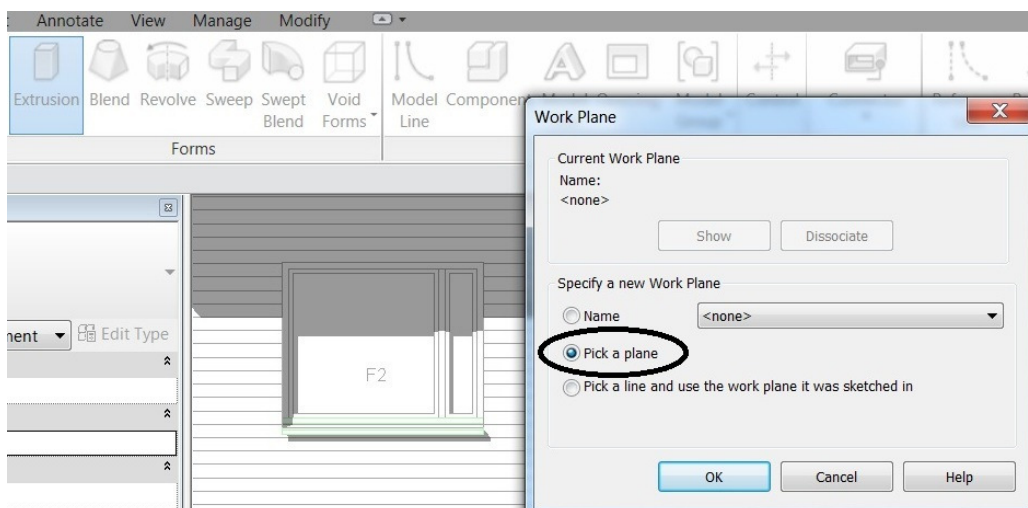 Annotate View Manage Modify
Extrusion Blend Revolve Sweep Swept Blend Void Forms Model Line Component
Forms
Work Plane
Current Work Plane
Name:
<none>
Show Dissociate
Specify a new Work Plane
Name <none>
Pick a plane
Pick a line and use the work plane it was sketched in
OK Cancel Help
Edit Type
F2